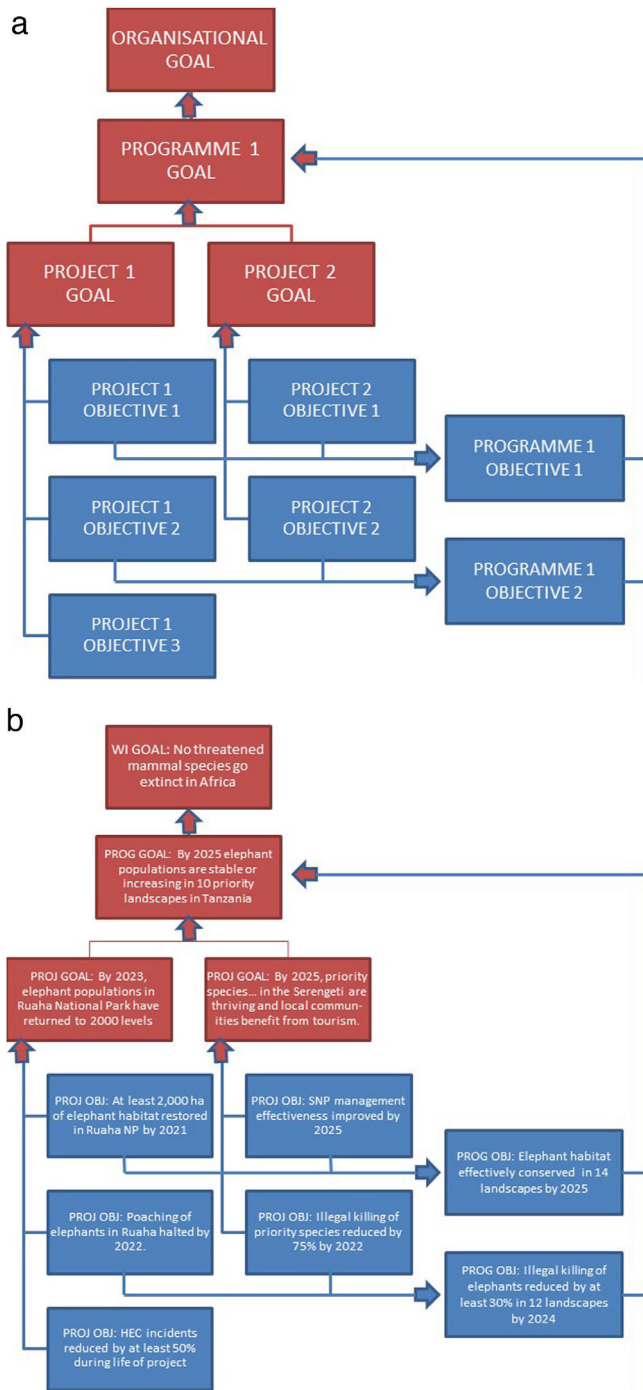 a
ORGANISATIONAL
GOAL
PROGRAMME 1
GOAL
PROJECT 1
GOAL
PROJECT 2
GOAL
PROJECT 1
OBJECTIVE 1
PROJECT 2
OBJECTIVE 1
PROGRAMME 1
OBJECTIVE 1
PROJECT 1
OBJECTIVE 2
PROJECT 2
OBJECTIVE 2
PROGRAMME 1
OBJECTIVE 2
PROJECT 1
OBJECTIVE 3
b
WI GOAL: No threatened
mammal species go
extinct in Africa
PROG GOAL: By 2025 elephant
populations are stable or
increasing in 10 priority
landscapes in Tanzania
PROJ GOAL: By 2023,
elephant populations in
Ruaha National Park have
returned to 2000 levels
PROJ GOAL: By 2025, priority
species... in the Serengeti are
thriving and local commun-
ities benefit from tourism.
PROJ OBJ: At least 2,000 ha
of elephant habitat restored
in Ruaha NP by 2021
PROJ OBJ: SNP management
effectiveness improved by
2025
PROG OBJ: Elephant habitat
effectively conserved in 14
landscapes by 2025
PROJ OBJ: Poaching of
elephants in Ruaha halted by
2022.
PROJ OBJ: Illegal killing of
priority species reduced by
75% by 2022
PROG OBJ: Illegal killing of
elephants reduced by at
least 30% in 12 landscapes
by 2024
PROJ OBJ: HEC incidents
reduced by at least 50%
during life of project